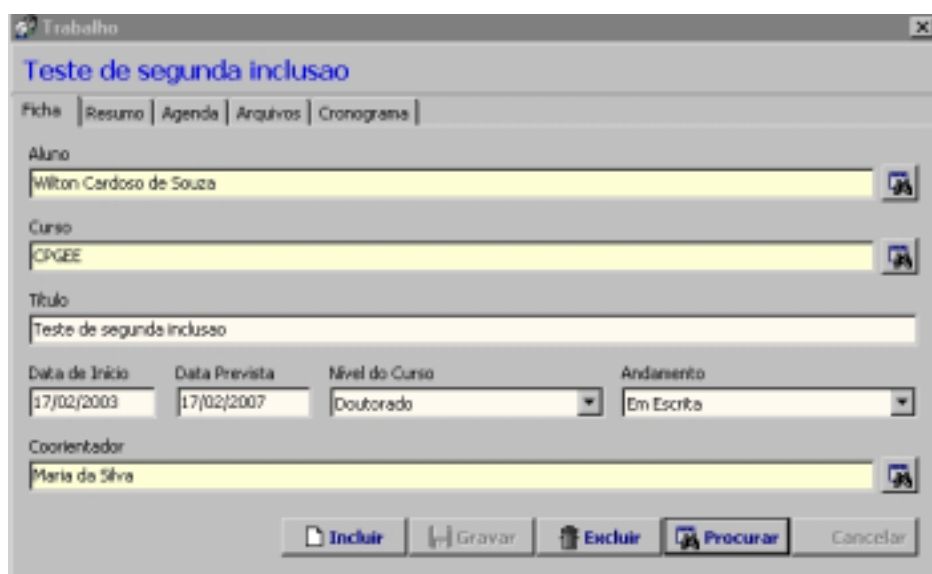 Trabalho
Teste de segunda inclusao
Ficha Resumo Agenda Arquivos Cronograma
Aluno
Wilton Cardoso de Souza
Curso
CPGEE
Título
Teste de segunda inclusao
Data de Início Data Prevista Nível do Curso Andamento
17/02/2003 17/02/2007 Doutorado Em Escrita
Coorientador
Maria da Silva
Incluir Gravar Excluir Procurar Cancelar